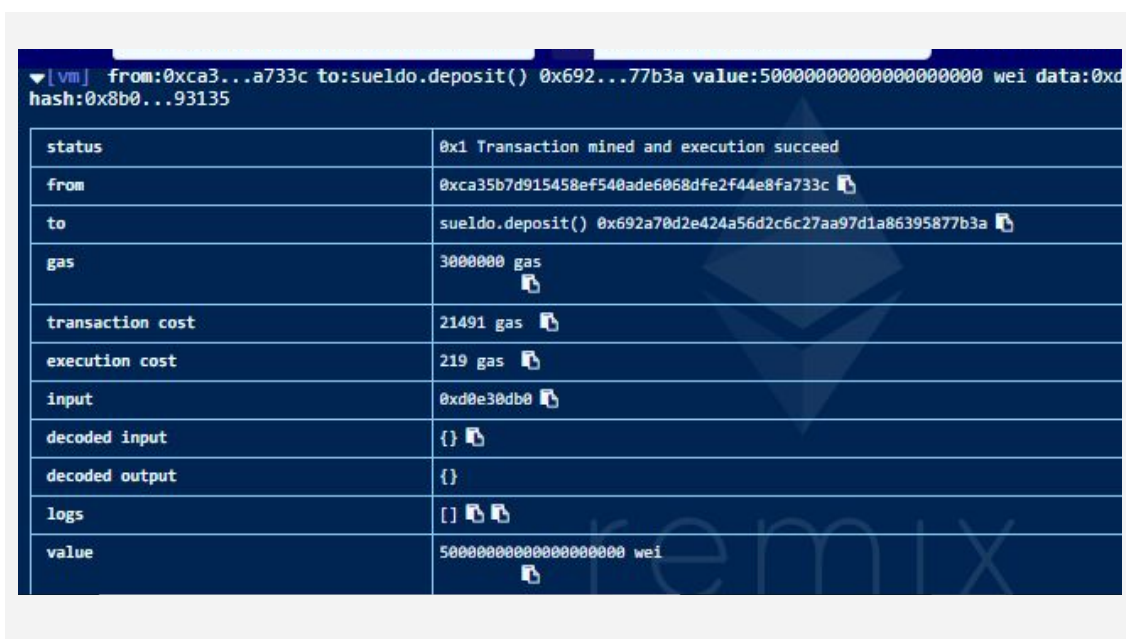 [vm] from:0xca3...a733c to:sueldo.deposit() 0x692...77b3a value:50000000000000000000 wei data:0xd
hash:0x8b0...93135
status 0x1 Transaction mined and execution succeed
from 0xca35b7d915458ef540ade6068dfe2f44e8fa733c
to sueldo.deposit() 0x692a70d2e424a56d2c6c27aa97d1a86395877b3a
gas 3000000 gas
transaction cost 21491 gas
execution cost 219 gas
input 0xd0e30db0
decoded input {}
decoded output {}
logs []
value 50000000000000000000 wei
remix